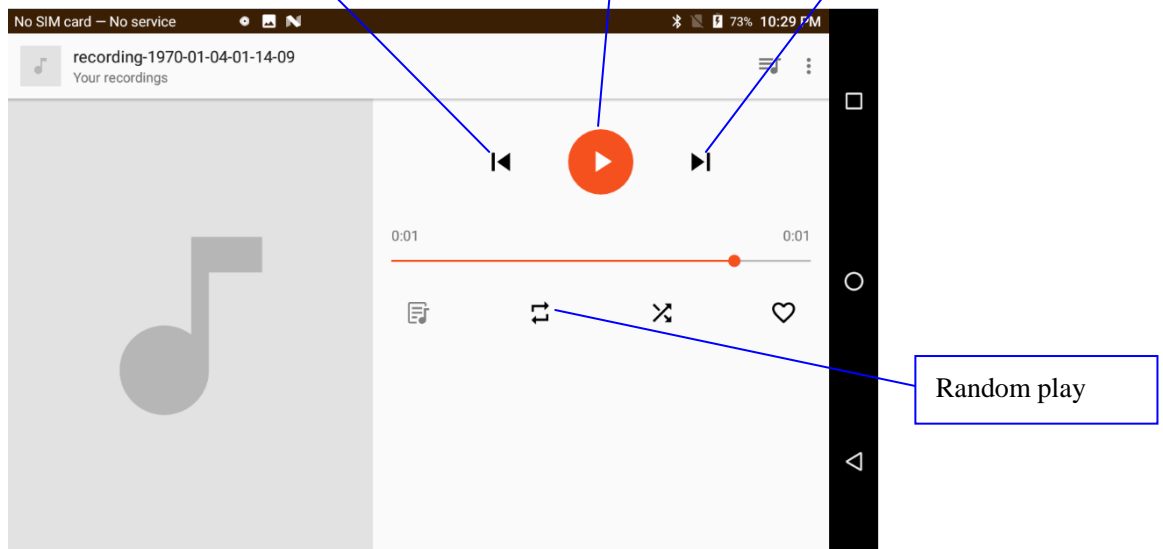 No SIM card — No service 73% 10:29 PM
recording-1970-01-04-01-14-09
Your recordings
0:01 0:01
Random play